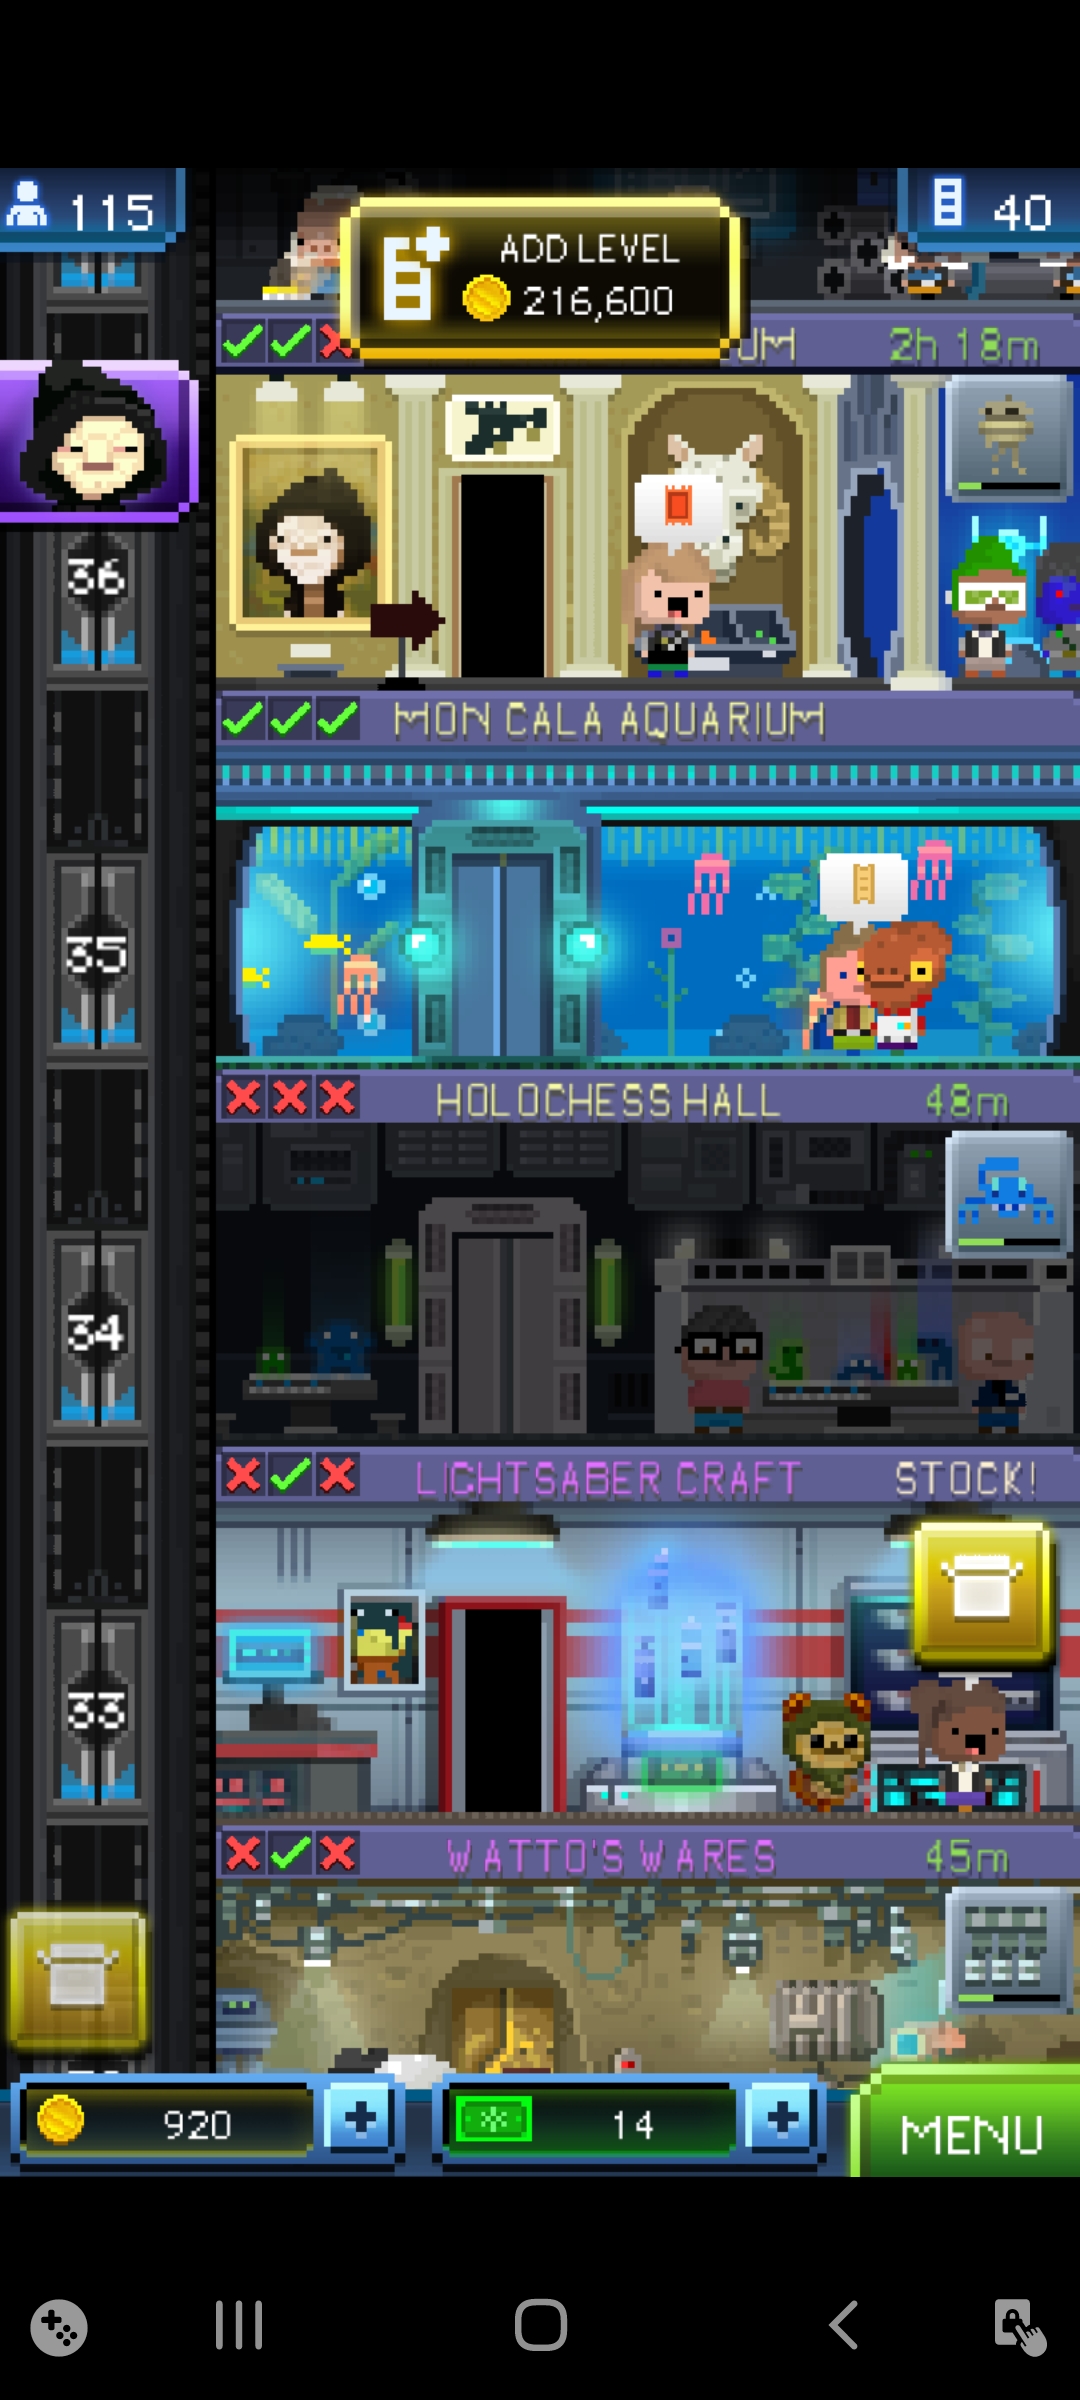 115
ADD LEVEL
216,600
40
UM
2h 18m
36
MON CALA AQUARIUM
35
HOLOCHESS HALL
48m
34
LIGHTSABER CRAFT
STOCK!
33
WATTO'S WARES
45m
920
14
MENU